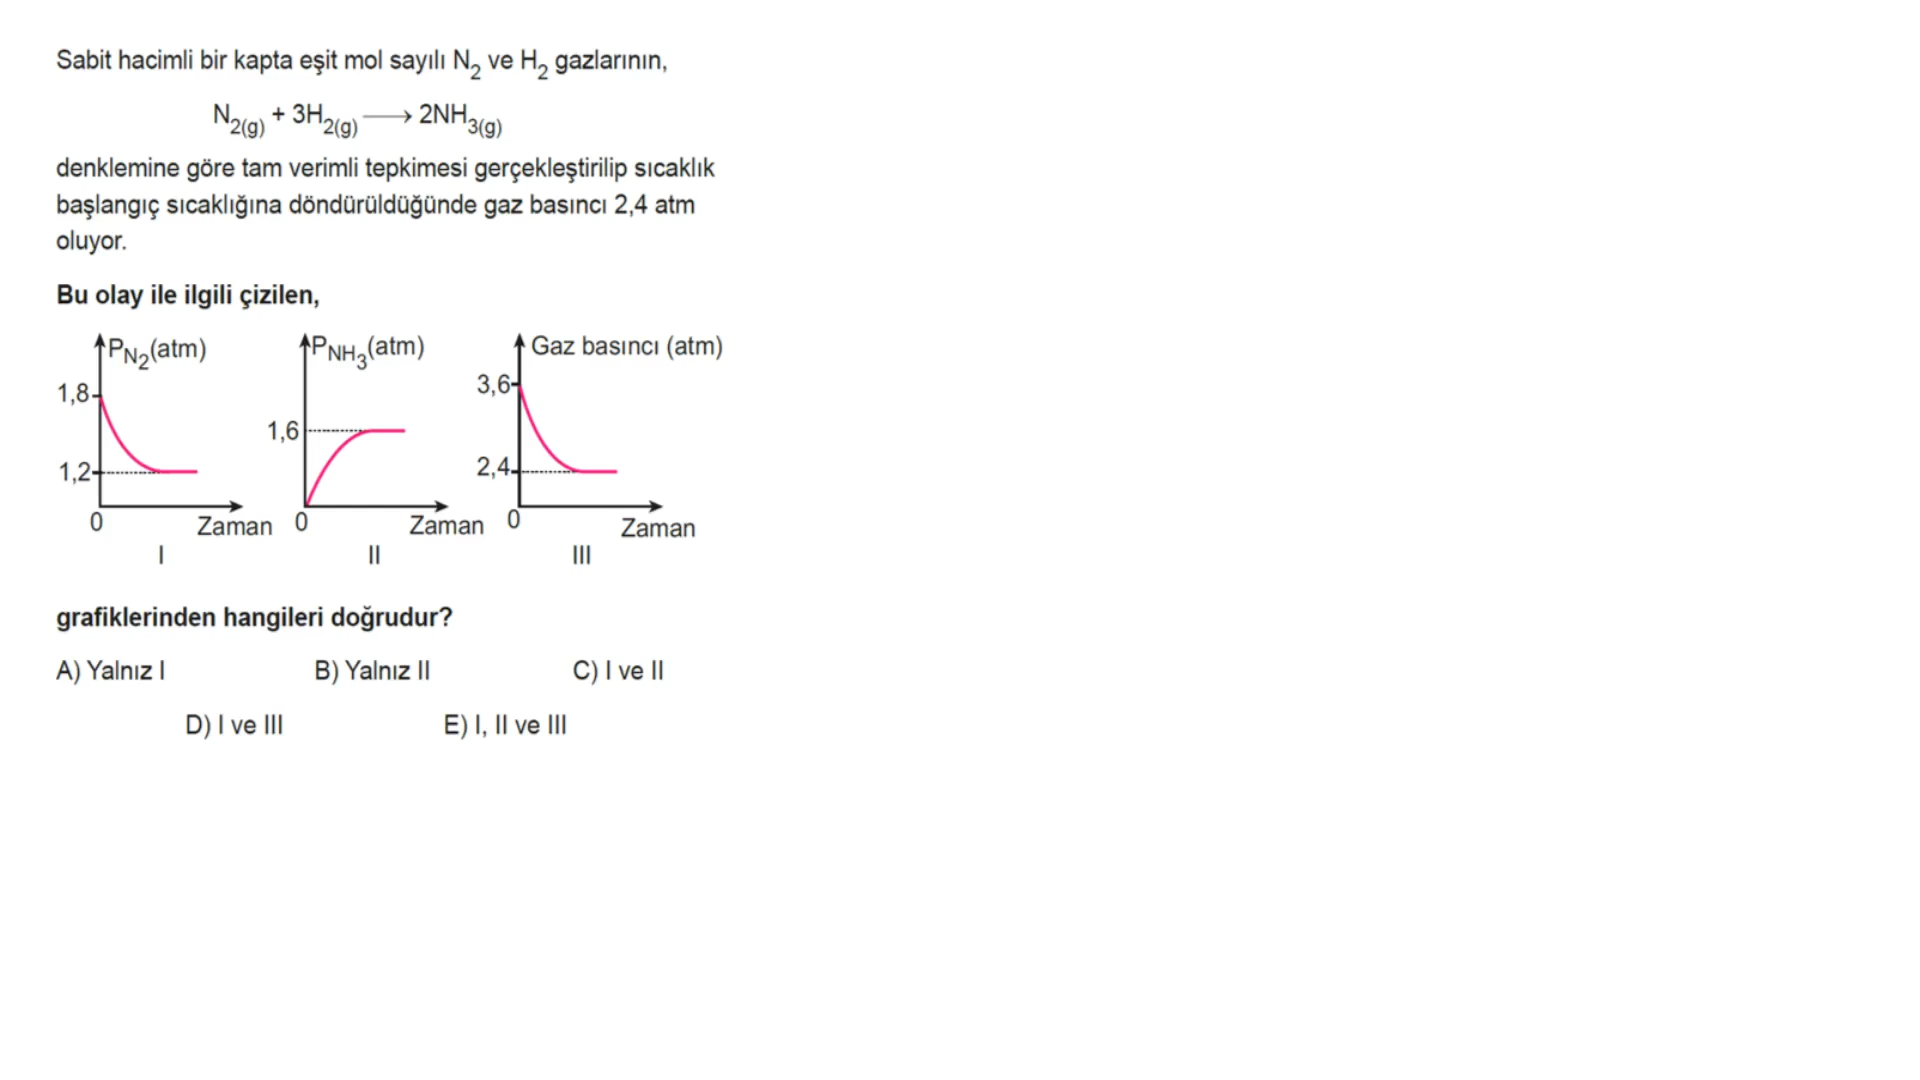 Sabit hacimli bir kapta eşit mol sayılı N₂ ve H₂ gazlarının,
N₂(g) + 3H₂(g) ⟶ 2NH₃(g)
denklemine göre tam verimli tepkimesi gerçekleştirilip sıcaklık
başlangıç sıcaklığına döndürüldüğünde gaz basıncı 2,4 atm
oluyor.
Bu olay ile ilgili çizilen,
P_N₂(atm)
1,8
1,2
0
Zaman
I
P_NH₃(atm)
1,6
0
Zaman
II
Gaz basıncı (atm)
3,6
2,4
0
Zaman
III
grafiklerinden hangileri doğrudur?
A) Yalnız I B) Yalnız II C) I ve II
D) I ve III E) I, II ve III